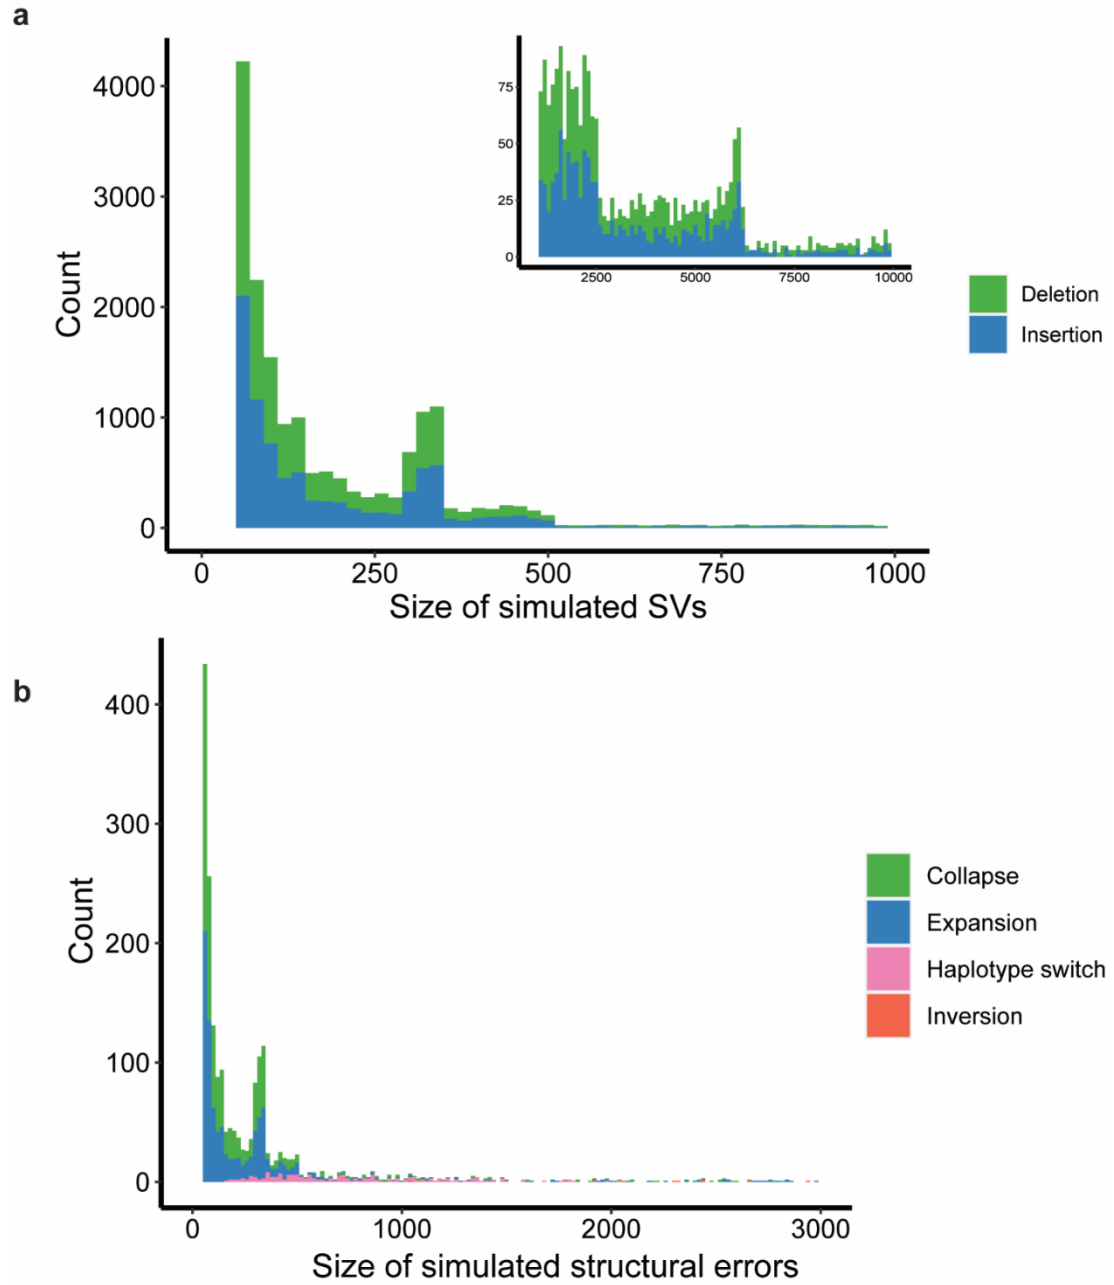 a
4000
3000
2000
1000
0
Count
0 250 500 750 1000
Size of simulated SVs
75
50
25
0
2500 5000 7500 10000
Deletion
Insertion
b
400
300
200
100
0
Count
0 1000 2000 3000
Size of simulated structural errors
Collapse
Expansion
Haplotype switch
Inversion